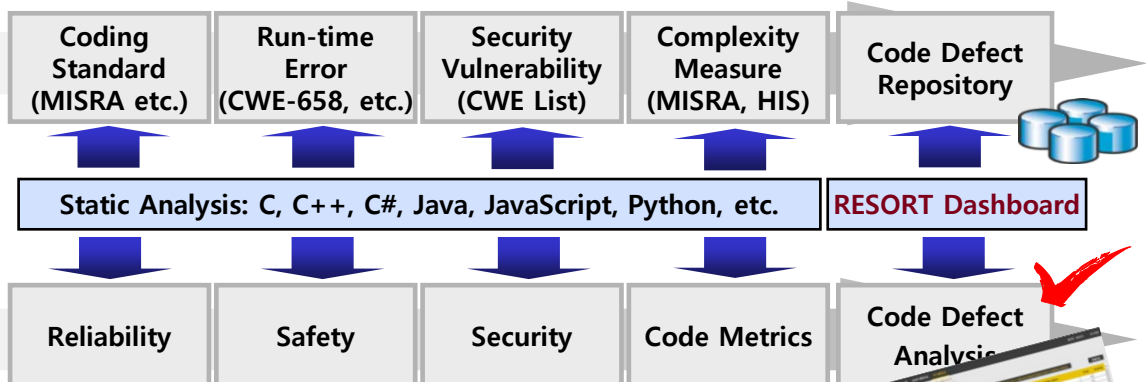 Coding
Standard
(MISRA etc.)
Run-time
Error
(CWE-658, etc.)
Security
Vulnerability
(CWE List)
Complexity
Measure
(MISRA, HIS)
Code Defect
Repository
Static Analysis: C, C++, C#, Java, JavaScript, Python, etc.
RESORT Dashboard
Reliability
Safety
Security
Code Metrics
Code Defect
Analysis